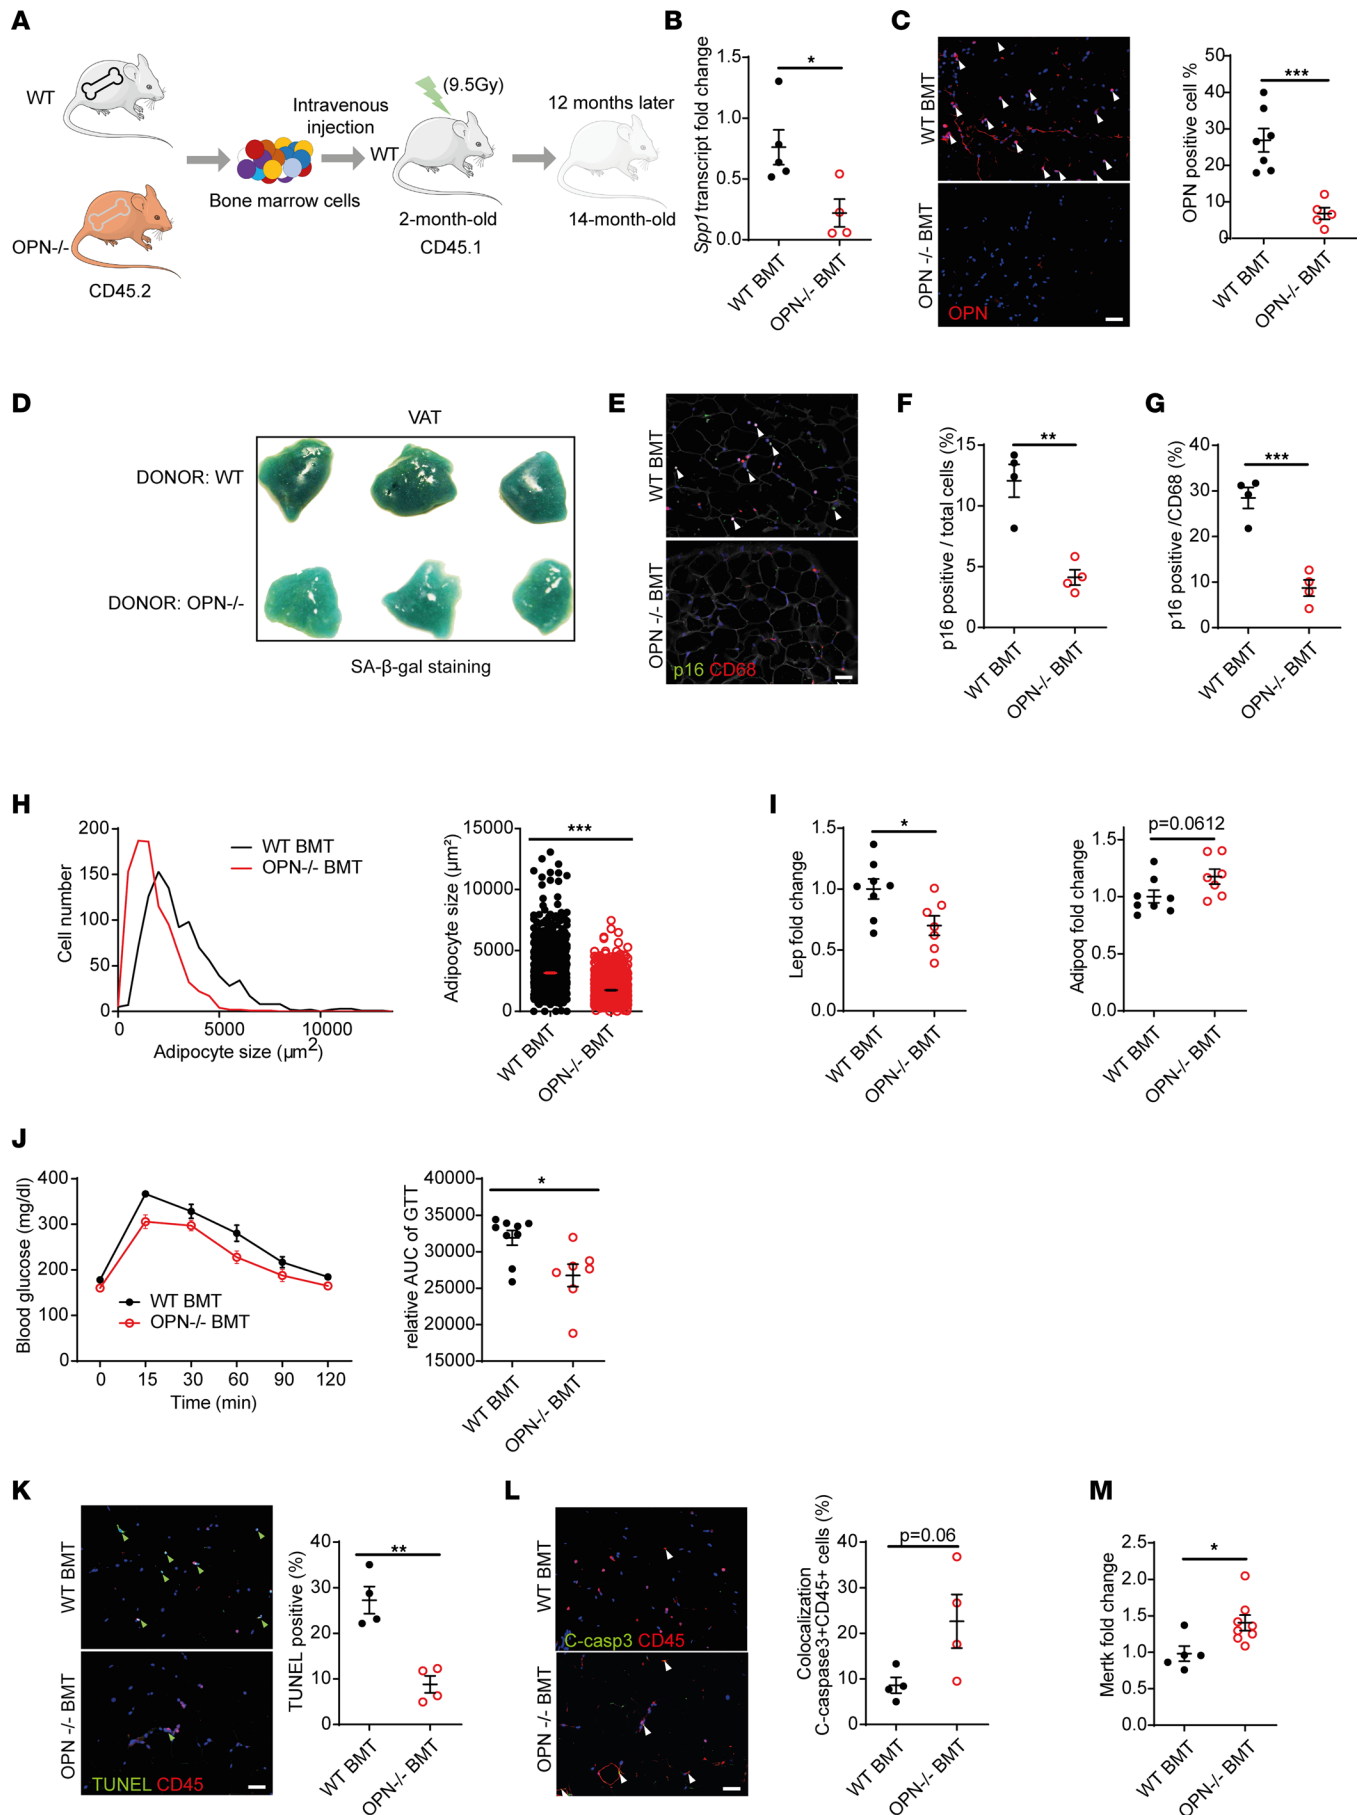 A
WT
OPN-/-
CD45.2
Bone marrow cells
Intravenous
injection
WT
(9.5Gy)
2-month-old
CD45.1
12 months later
14-month-old
B
Spp1 transcript fold change
1.5
1.0
0.5
0.0
*
WT BMT
OPN-/- BMT
C
WT BMT
OPN -/- BMT
OPN
OPN positive cell %
50
40
30
20
10
0
***
WT BMT
OPN-/- BMT
D
VAT
DONOR: WT
DONOR: OPN-/-
SA-β-gal staining
E
WT BMT
OPN -/- BMT
p16 CD68
F
p16 positive / total cells (%)
15
10
5
0
**
WT BMT
OPN-/- BMT
G
p16 positive /CD68 (%)
40
30
20
10
0
***
WT BMT
OPN-/- BMT
H
Cell number
200
150
100
50
0
WT BMT
OPN-/- BMT
0
5000
10000
Adipocyte size (µm2)
Adipocyte size (µm²)
15000
10000
5000
0
***
WT BMT
OPN-/- BMT
I
Lep fold change
1.5
1.0
0.5
0.0
*
WT BMT
OPN-/- BMT
Adipoq fold change
1.5
1.0
0.5
0.0
p=0.0612
WT BMT
OPN-/- BMT
J
Blood glucose (mg/dl)
400
300
200
100
0
WT BMT
OPN-/- BMT
0 15 30 60 90 120
Time (min)
relative AUC of GTT
40000
35000
30000
25000
20000
15000
*
WT BMT
OPN-/- BMT
K
WT BMT
OPN -/- BMT
TUNEL CD45
TUNEL positive (%)
40
30
20
10
0
**
WT BMT
OPN-/- BMT
L
WT BMT
C-casp3 CD45
OPN -/- BMT
Colocalization
C-caspase3+CD45+ cells (%)
40
30
20
10
0
p=0.06
WT BMT
OPN-/- BMT
M
Mertk fold change
2.5
2.0
1.5
1.0
0.5
0.0
*
WT BMT
OPN-/- BMT